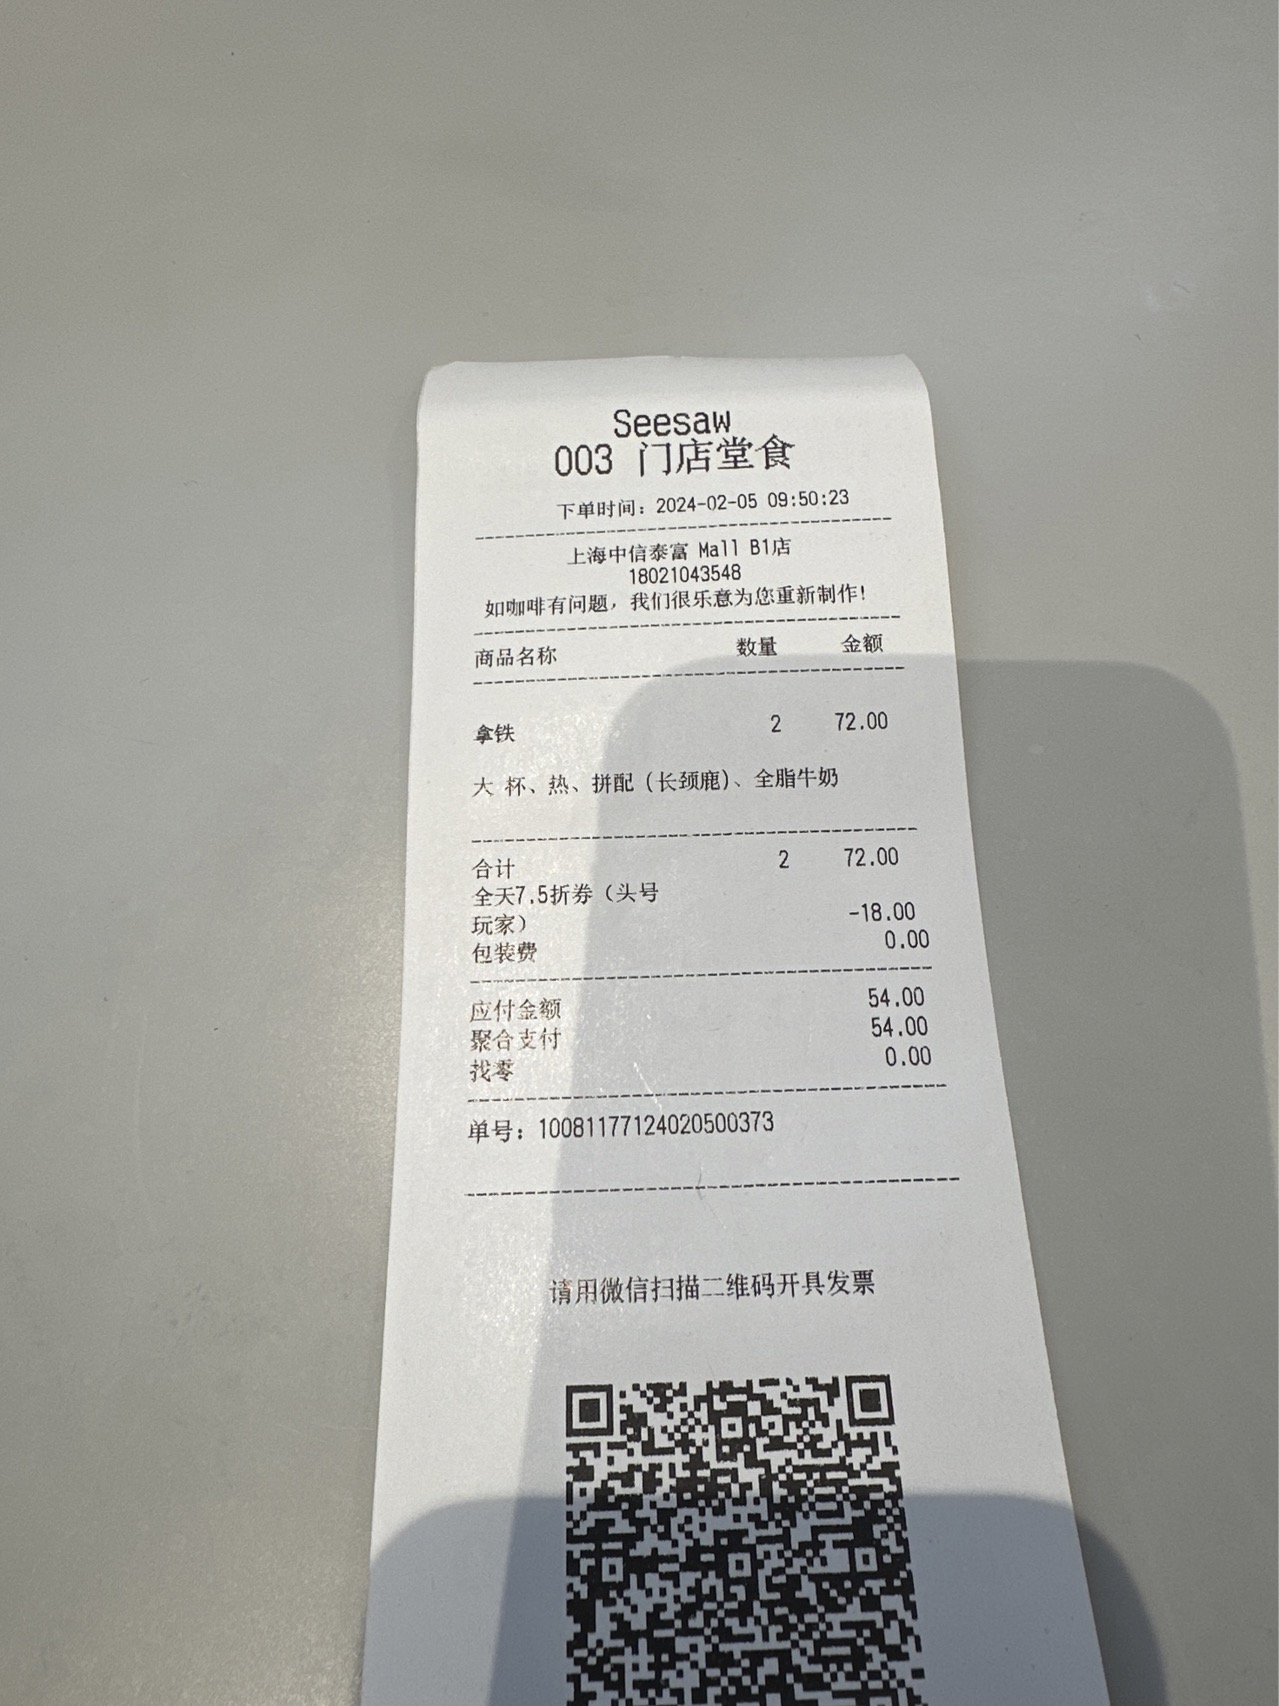 Seesaw
003 门店堂食
下单时间：2024-02-05 09:50:23
上海中信泰富 Mall B1店
18021043548
如咖啡有问题，我们很乐意为您重新制作！
商品名称 数量 金额
拿铁 2 72.00
大 杯、热、拼配（长颈鹿）、全脂牛奶
合计 2 72.00
全天7.5折券（头号
玩家） -18.00
包装费 0.00
应付金额 54.00
聚合支付 54.00
找零 0.00
单号：10081177124020500373
请用微信扫描二维码开具发票